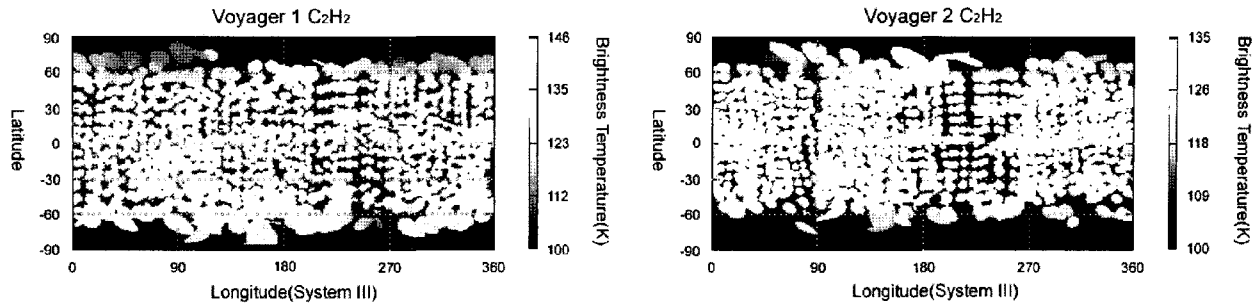 Voyager 1 C₂H₂
90
60
30
0
-30
-60
-90
Latitude
0 90 180 270 360
Longitude(System III)
146
135
123
112
100
Brightness Temperature(K)
Voyager 2 C₂H₂
90
60
30
0
-30
-60
-90
Latitude
0 90 180 270 360
Longitude(System III)
135
126
118
109
100
Brightness Temperature(K)